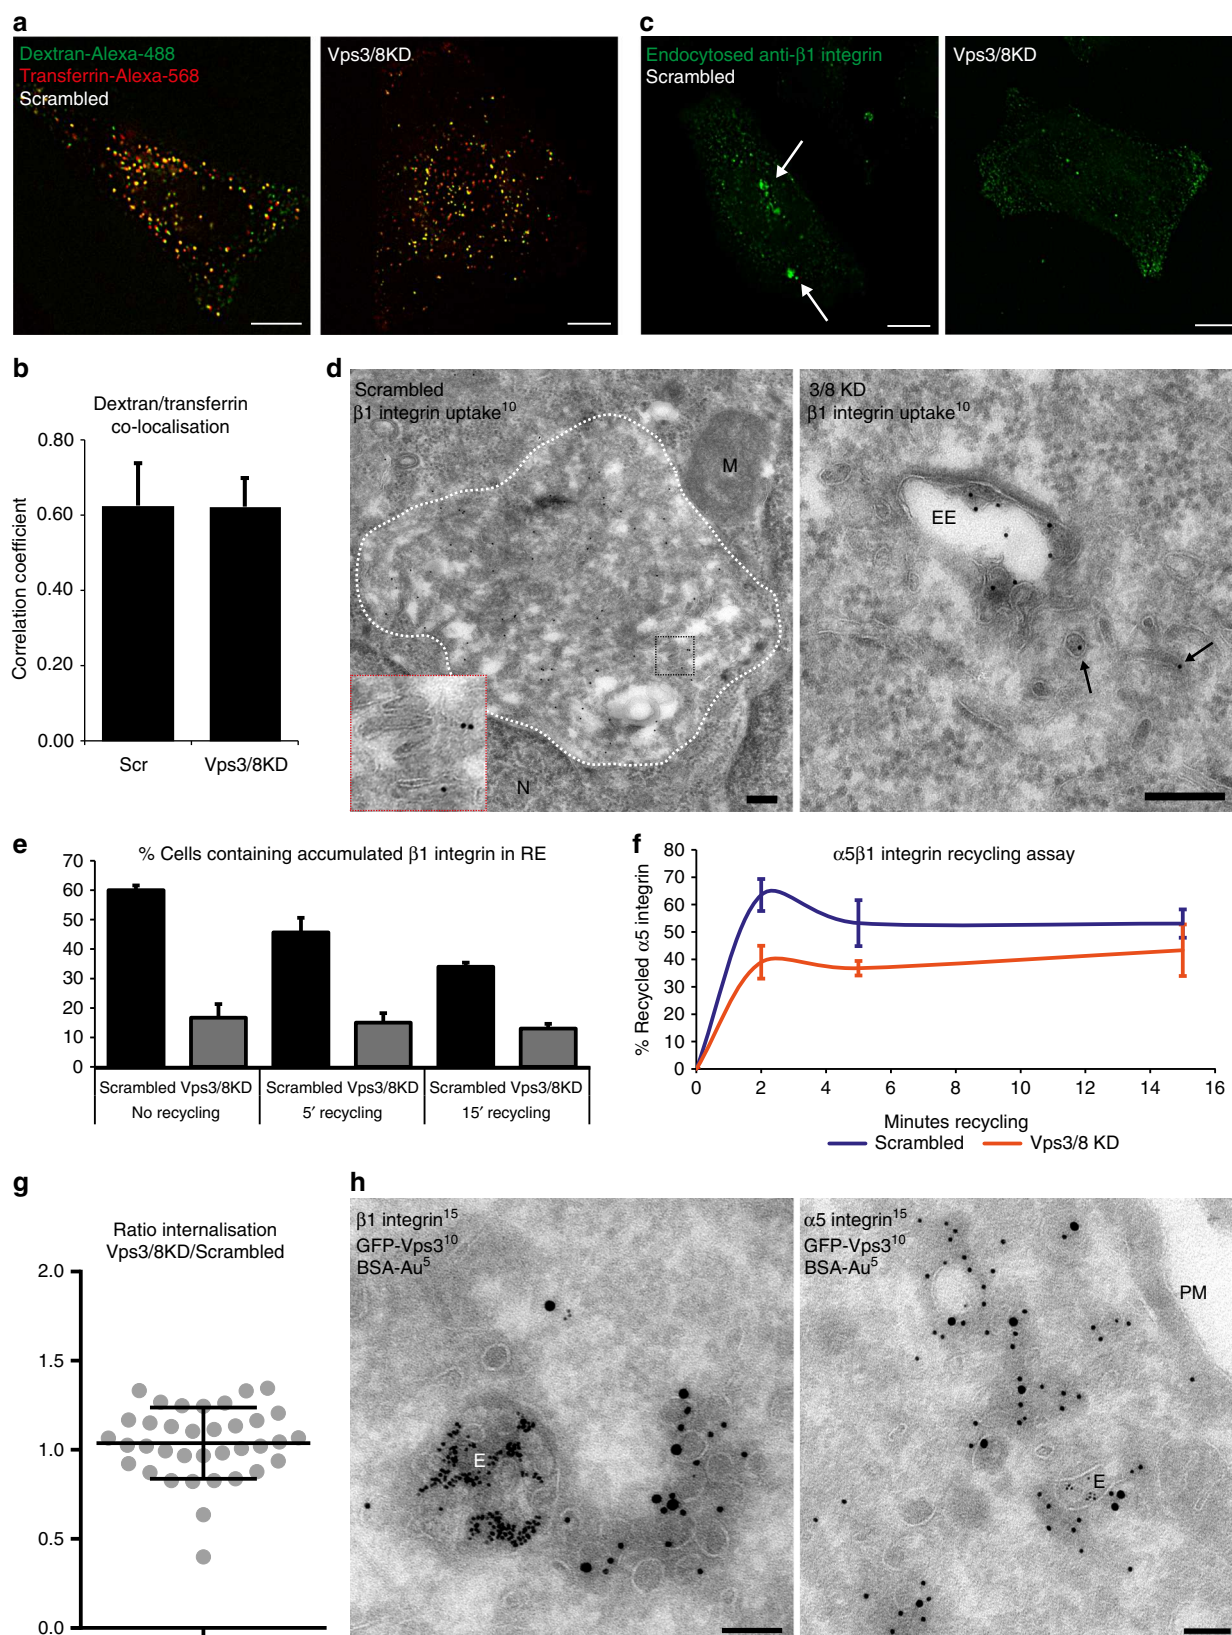 a
Dextran-Alexa-488
Transferrin-Alexa-568
Scrambled
Vps3/8KD
c
Endocytosed anti-β1 integrin
Scrambled
Vps3/8KD
b
Dextran/transferrin
co-localisation
Correlation coefficient
0.80
0.60
0.40
0.20
0.00
Scr
Vps3/8KD
d
Scrambled
β1 integrin uptake¹⁰
M
N
3/8 KD
β1 integrin uptake¹⁰
EE
e
% Cells containing accumulated β1 integrin in RE
70
60
50
40
30
20
10
0
Scrambled Vps3/8KD Scrambled Vps3/8KD Scrambled Vps3/8KD
No recycling 5′ recycling 15′ recycling
f
α5β1 integrin recycling assay
% Recycled α5 integrin
80
70
60
50
40
30
20
10
0
0 2 4 6 8 10 12 14 16
Minutes recycling
Scrambled Vps3/8 KD
g
Ratio internalisation
Vps3/8KD/Scrambled
2.0
1.5
1.0
0.5
0.0
h
β1 integrin¹⁵
GFP-Vps3¹⁰
BSA-Au⁵
E
α5 integrin¹⁵
GFP-Vps3¹⁰
BSA-Au⁵
PM
E